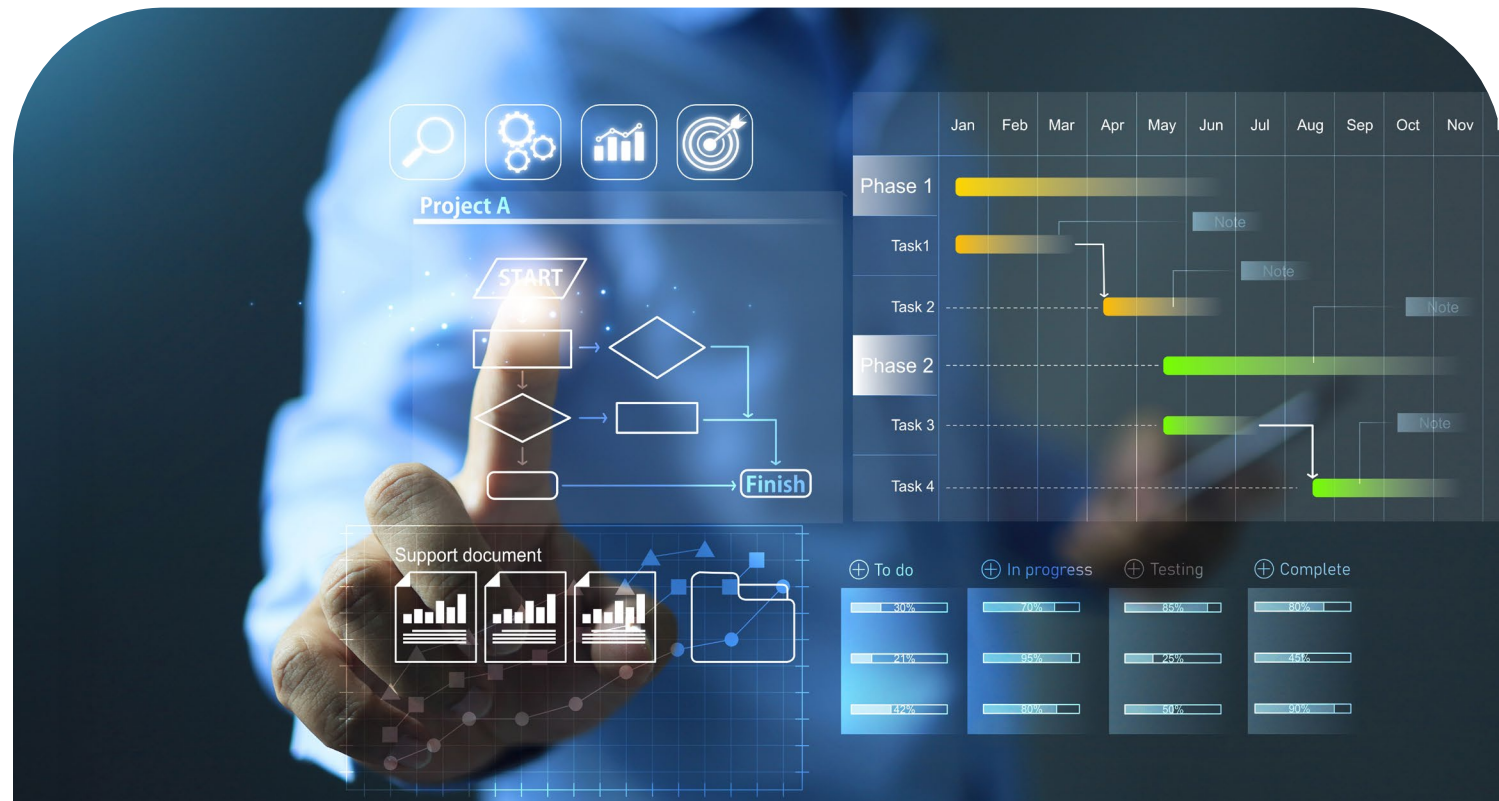 Project A
START
Finish
Support document
Jan Feb Mar Apr May Jun Jul Aug Sep Oct Nov
Phase 1
Note
Task1
Note
Task 2
Note
Phase 2
Task 3
Note
Task 4
To do In progress Testing Complete
30% 70% 85% 80%
21% 95% 25% 45%
42% 80% 50% 90%